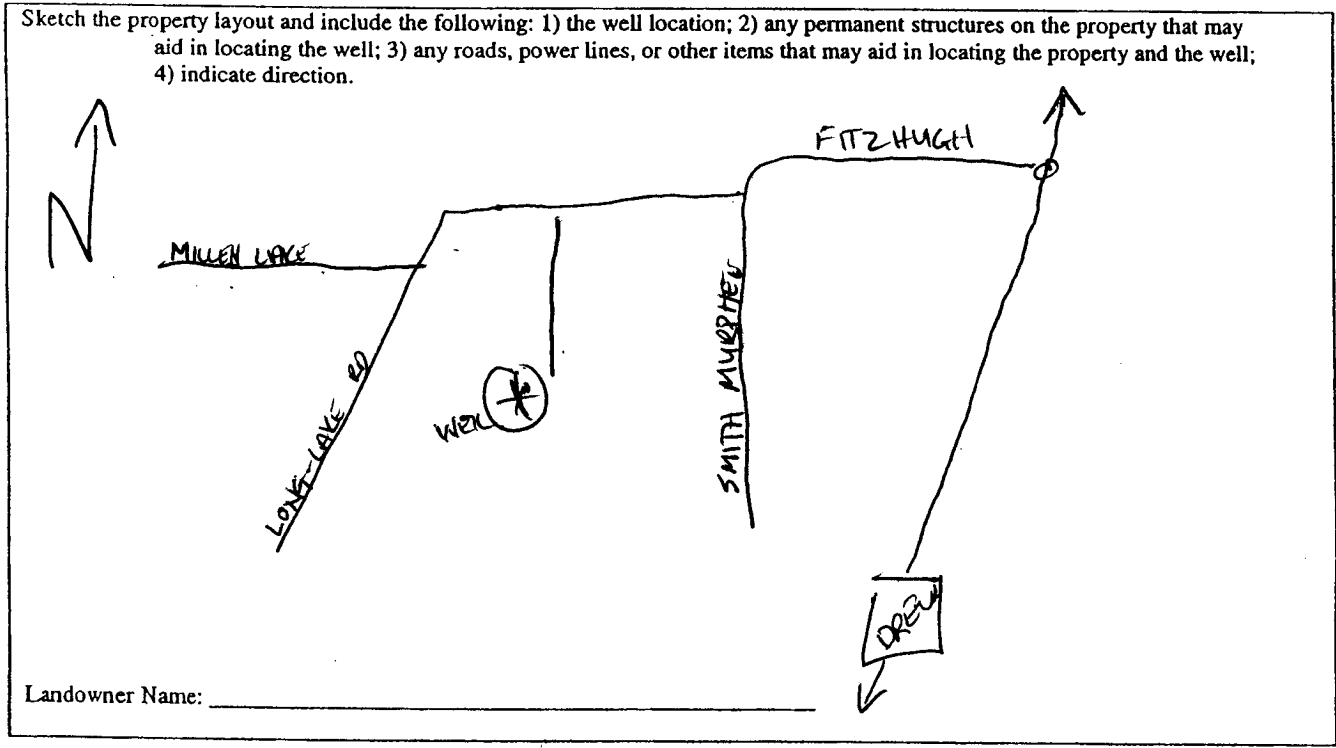 Sketch the property layout and include the following: 1) the well location; 2) any permanent structures on the property that may
aid in locating the well; 3) any roads, power lines, or other items that may aid in locating the property and the well;
4) indicate direction.
N
FITZHUGH
MILLEN LAKE
LONG-LAKE RD
WELL
SMITH MURPHEW
DREW
Landowner Name: